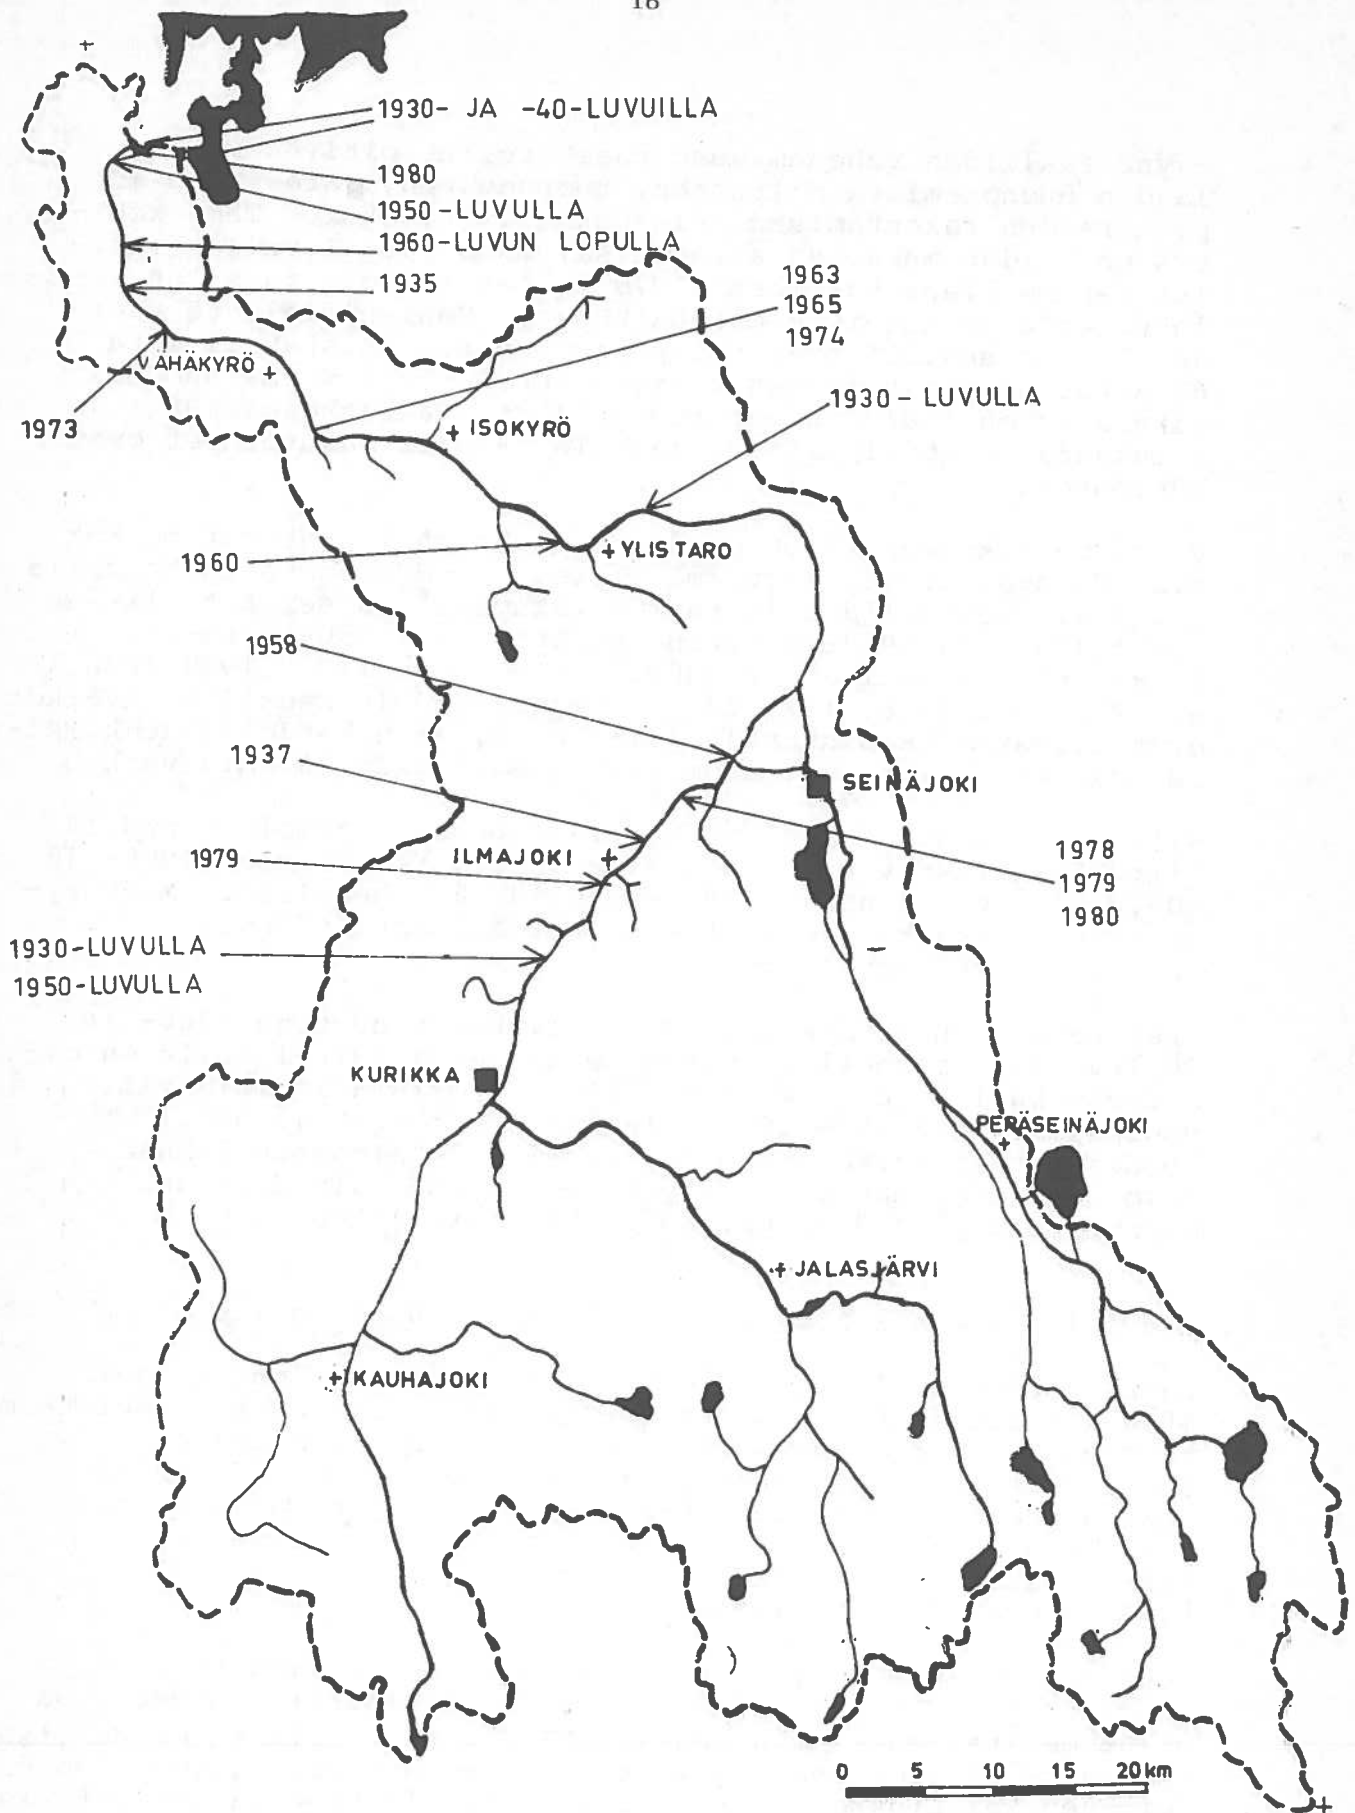 1930- JA -40-LUVUILLA
1980
1950-LUVULLA
1960-LUVUN LOPULLA
1935
1963
1965
1974
VÄHÄKYRÖ
1930-LUVULLA
1973
ISOKYRÖ
1960
YLISTARO
1958
1937
SEINÄJOKI
1979
ILMAJOKI
1978
1979
1980
1930-LUVULLA
1950-LUVULLA
KURIKKA
PERÄSEINÄJOKI
JALASJÄRVI
KAUHAJOKI
0 5 10 15 20 km